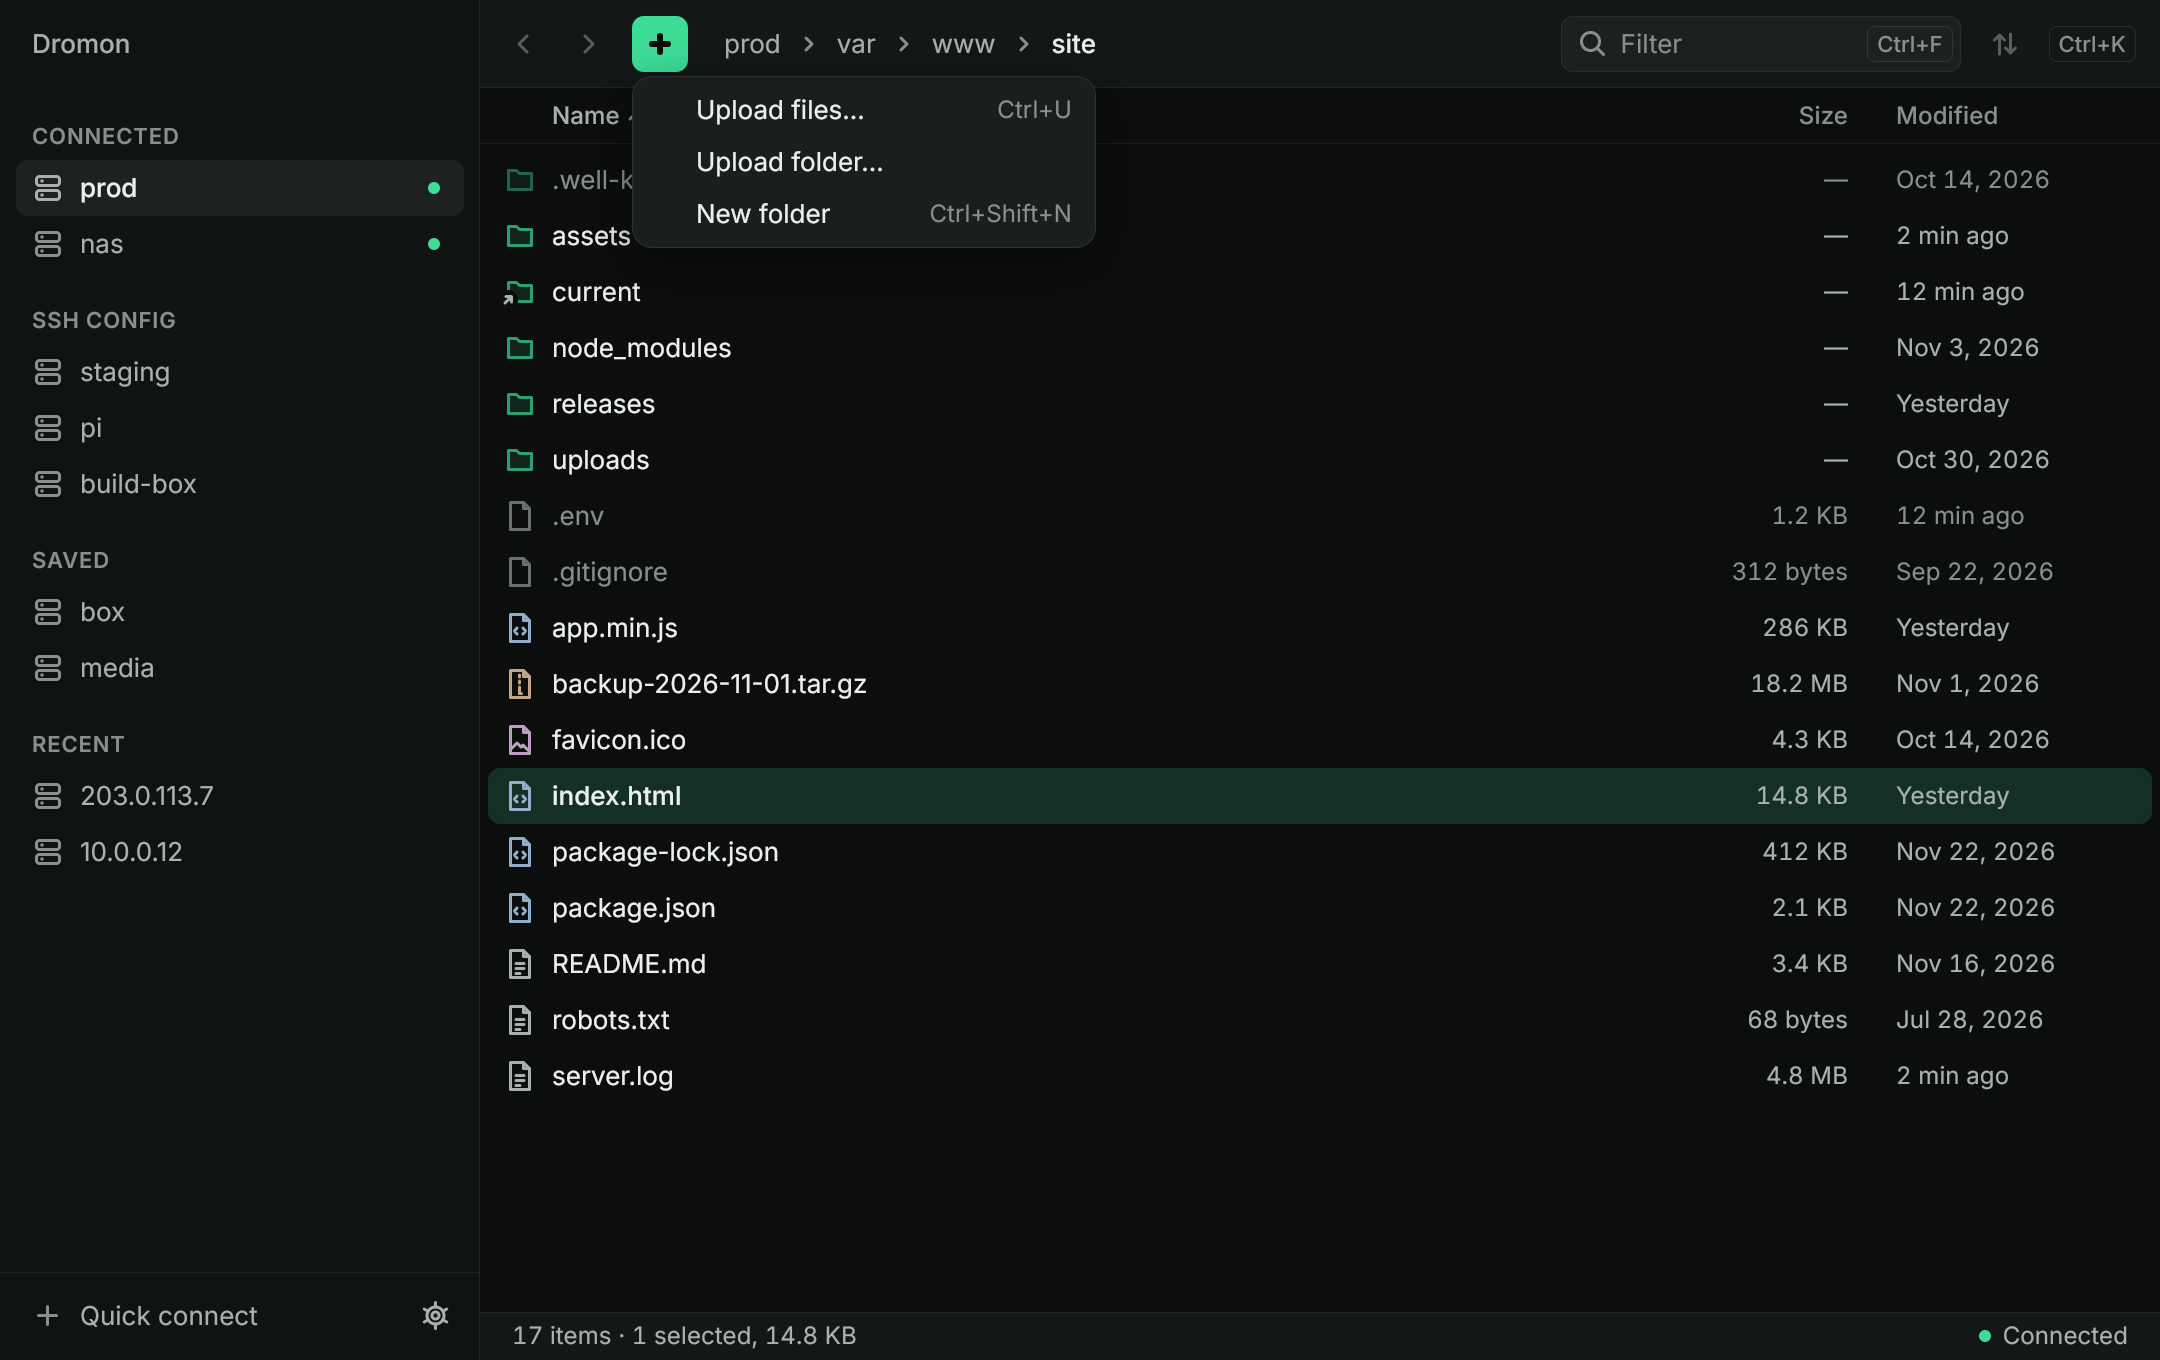 Dromon
CONNECTED
prod
nas
SSH CONFIG
staging
pi
build-box
SAVED
box
media
RECENT
203.0.113.7
10.0.0.12
Quick connect
prod var www site
Filter Ctrl+F Ctrl+K
Upload files... Ctrl+U
Upload folder...
New folder Ctrl+Shift+N
Name Size Modified
.well-k — Oct 14, 2026
assets — 2 min ago
current — 12 min ago
node_modules — Nov 3, 2026
releases — Yesterday
uploads — Oct 30, 2026
.env 1.2 KB 12 min ago
.gitignore 312 bytes Sep 22, 2026
app.min.js 286 KB Yesterday
backup-2026-11-01.tar.gz 18.2 MB Nov 1, 2026
favicon.ico 4.3 KB Oct 14, 2026
index.html 14.8 KB Yesterday
package-lock.json 412 KB Nov 22, 2026
package.json 2.1 KB Nov 22, 2026
README.md 3.4 KB Nov 16, 2026
robots.txt 68 bytes Jul 28, 2026
server.log 4.8 MB 2 min ago
17 items · 1 selected, 14.8 KB
Connected